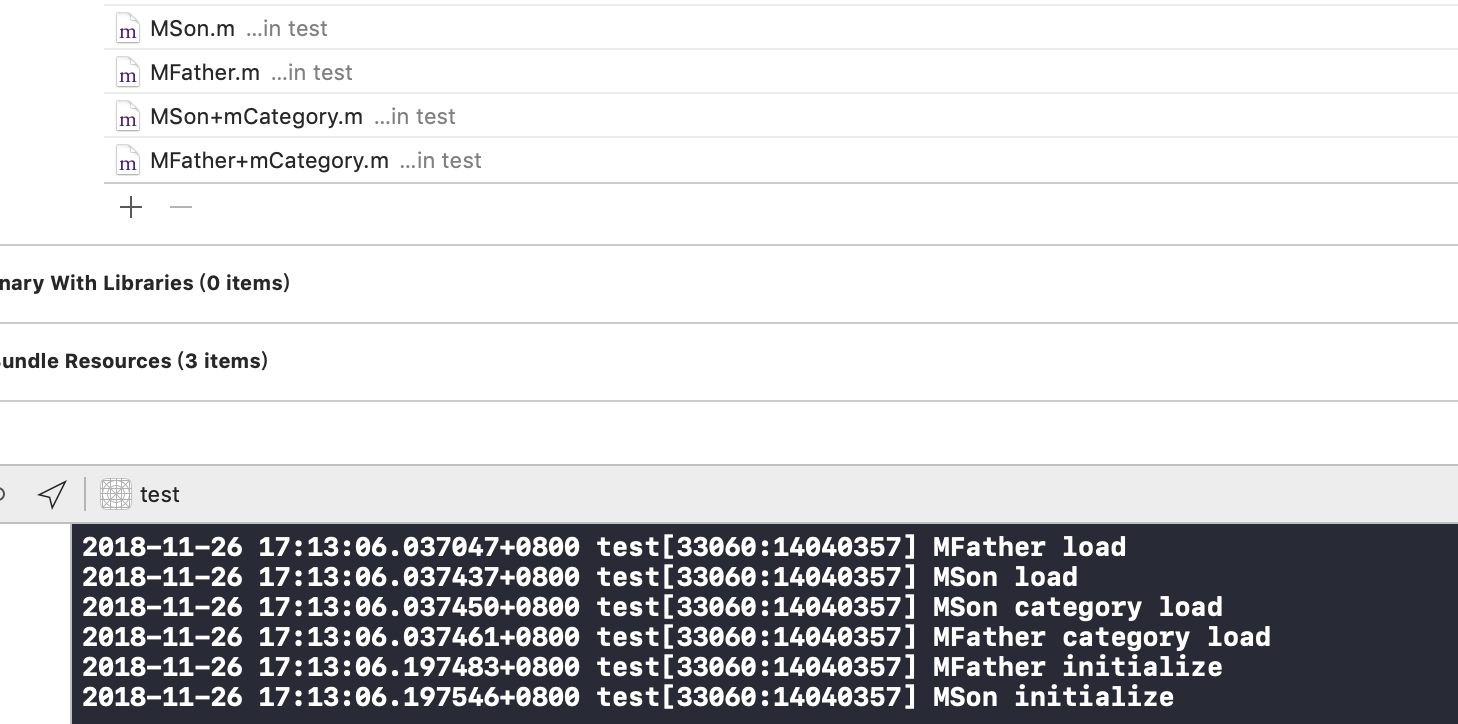 m MSon.m ...in test
m MFather.m ...in test
m MSon+mCategory.m ...in test
m MFather+mCategory.m ...in test
nary With Libraries (0 items)
undle Resources (3 items)
test
2018-11-26 17:13:06.037047+0800 test[33060:14040357] MFather load
2018-11-26 17:13:06.037437+0800 test[33060:14040357] MSon load
2018-11-26 17:13:06.037450+0800 test[33060:14040357] MSon category load
2018-11-26 17:13:06.037461+0800 test[33060:14040357] MFather category load
2018-11-26 17:13:06.197483+0800 test[33060:14040357] MFather initialize
2018-11-26 17:13:06.197546+0800 test[33060:14040357] MSon initialize